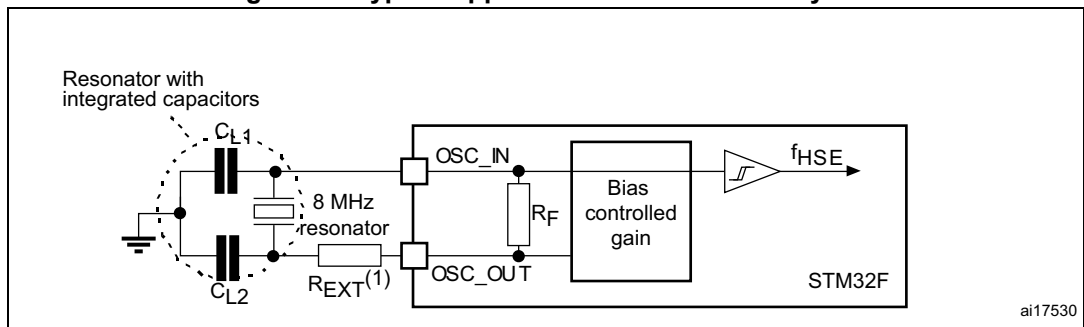 Resonator with
integrated capacitors
CL1
OSC_IN
fHSE
8 MHz
resonator
RF
Bias
controlled
gain
REXT(1)
OSC_OUT
STM32F
CL2
ai17530